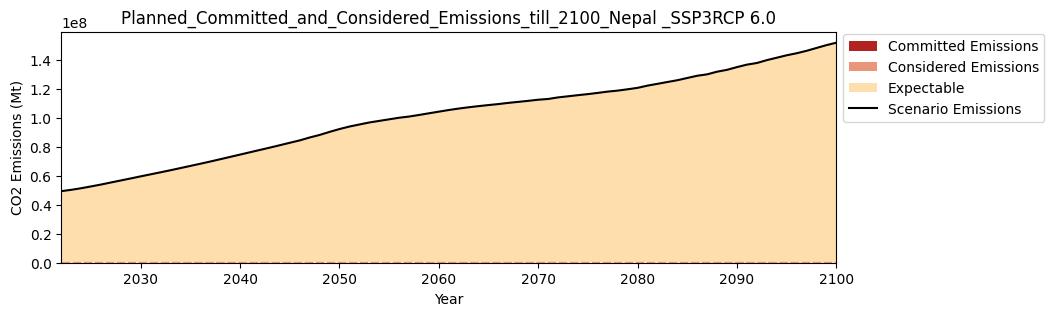 Planned_Committed_and_Considered_Emissions_till_2100_Nepal _SSP3RCP 6.0
1e8
1.4
1.2
1.0
0.8
0.6
0.4
0.2
0.0
CO2 Emissions (Mt)
2030 2040 2050 2060 2070 2080 2090 2100
Year
Committed Emissions
Considered Emissions
Expectable
Scenario Emissions